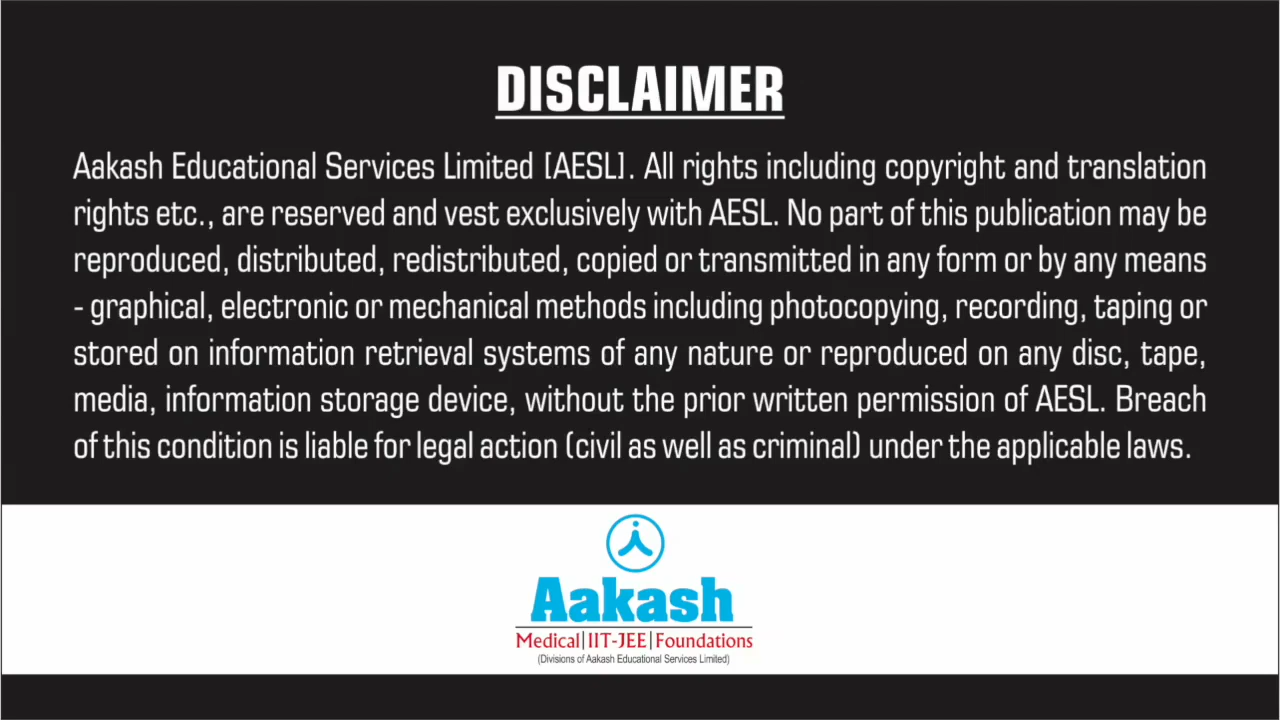 DISCLAIMER
Aakash Educational Services Limited [AESL]. All rights including copyright and translation
rights etc., are reserved and vest exclusively with AESL. No part of this publication may be
reproduced, distributed, redistributed, copied or transmitted in any form or by any means
- graphical, electronic or mechanical methods including photocopying, recording, taping or
stored on information retrieval systems of any nature or reproduced on any disc, tape,
media, information storage device, without the prior written permission of AESL. Breach
of this condition is liable for legal action (civil as well as criminal) under the applicable laws.
Aakash
Medical|IIT-JEE|Foundations
(Divisions of Aakash Educational Services Limited)